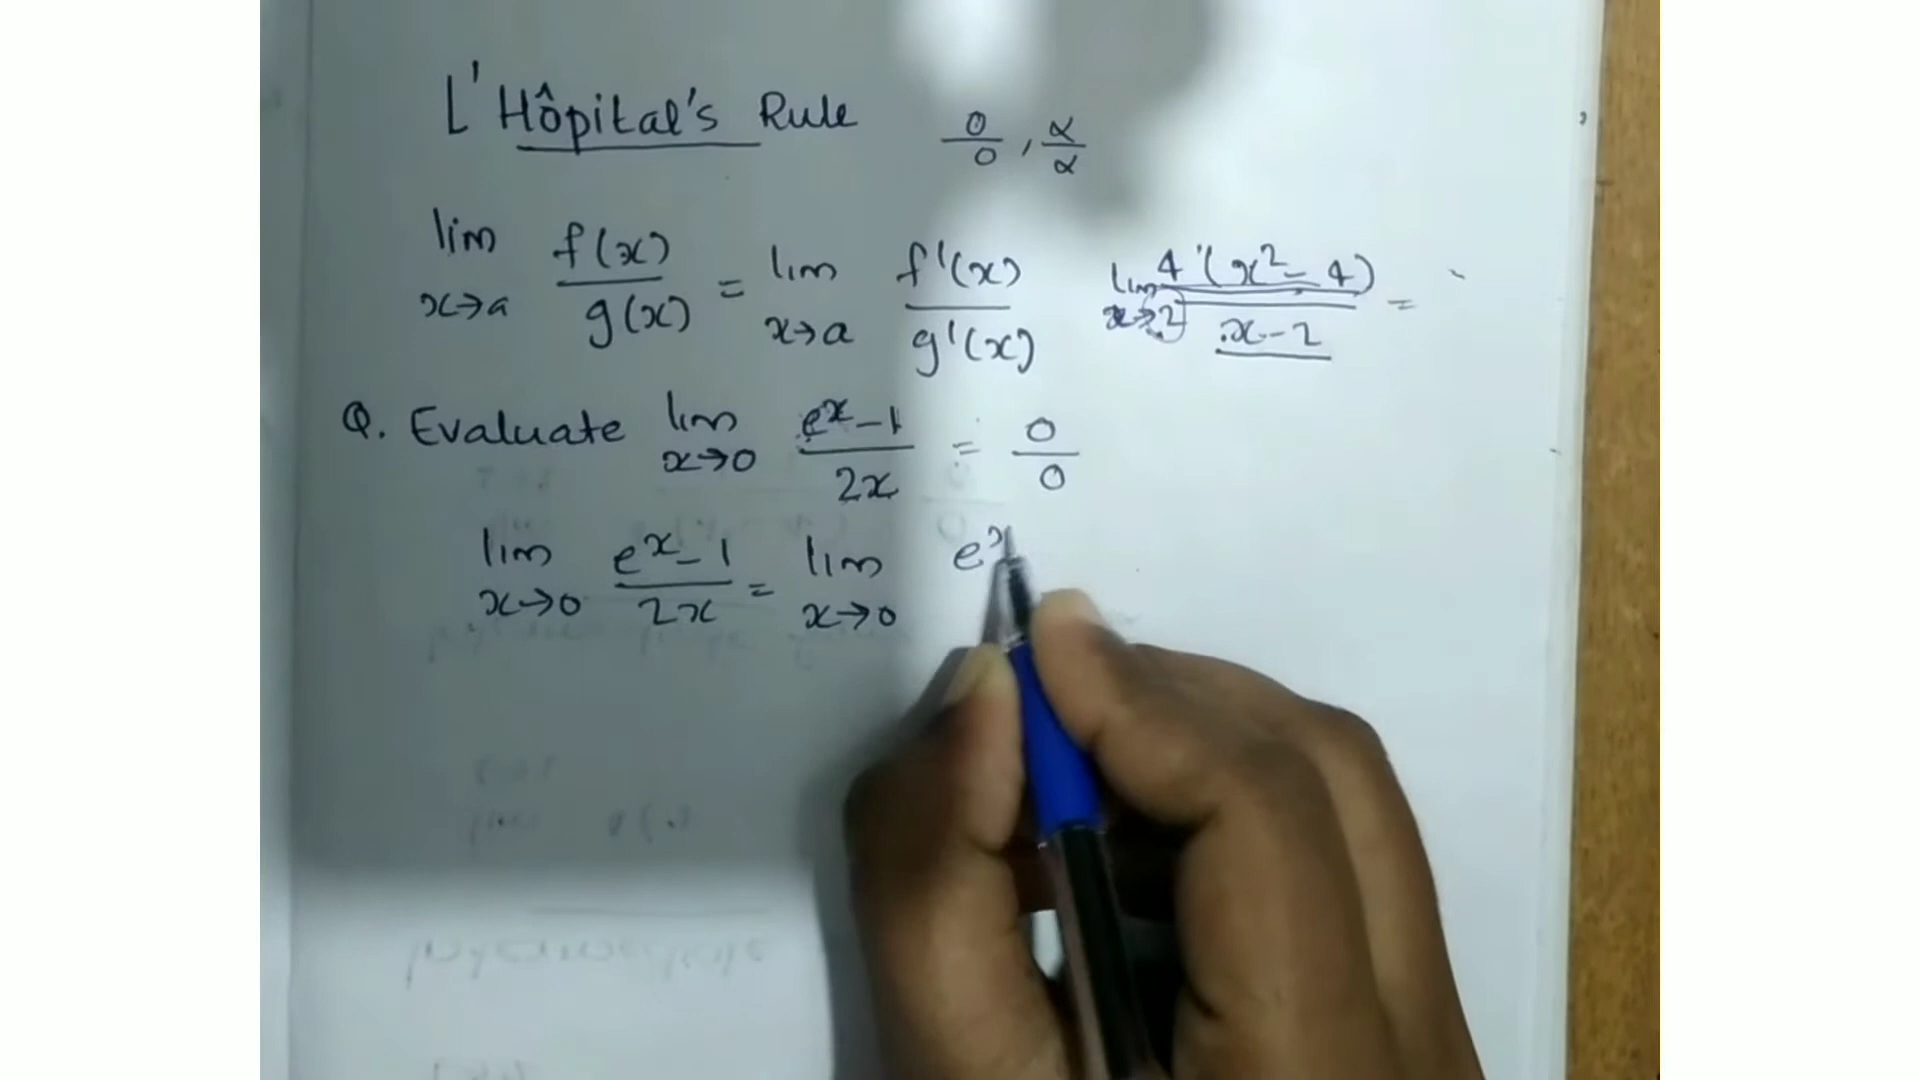 L'Hôpital's Rule 0/0 , ∝/∝
lim x→a f(x)/g(x) = lim x→a f'(x)/g'(x) lim x→2 4(x²-4)/x-2 =
Q. Evaluate lim x→0 eˣ-1/2x = 0/0
lim x→0 eˣ-1/2x = lim x→0 eˣ